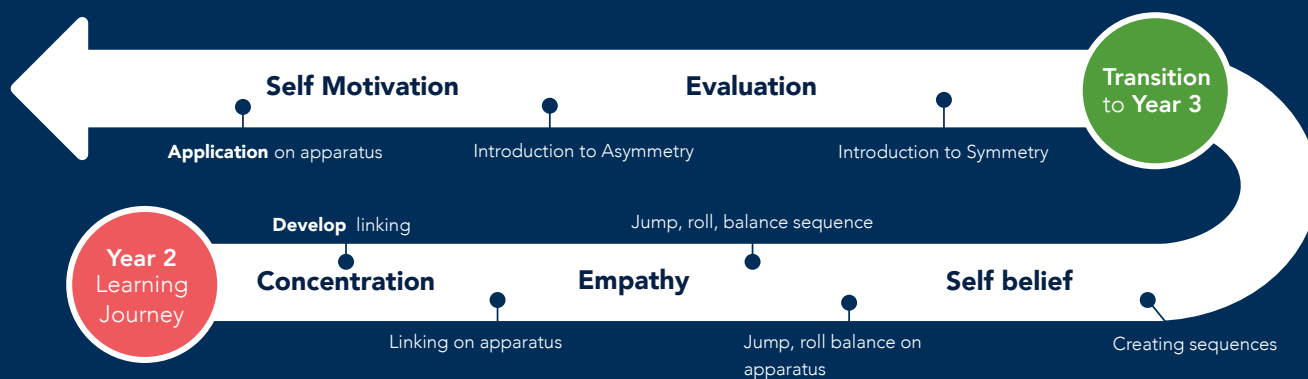 Self Motivation
Evaluation
Transition
to Year 3
Application on apparatus
Introduction to Asymmetry
Introduction to Symmetry
Develop linking
Jump, roll, balance sequence
Year 2
Learning
Journey
Concentration
Empathy
Self belief
Linking on apparatus
Jump, roll balance on
apparatus
Creating sequences